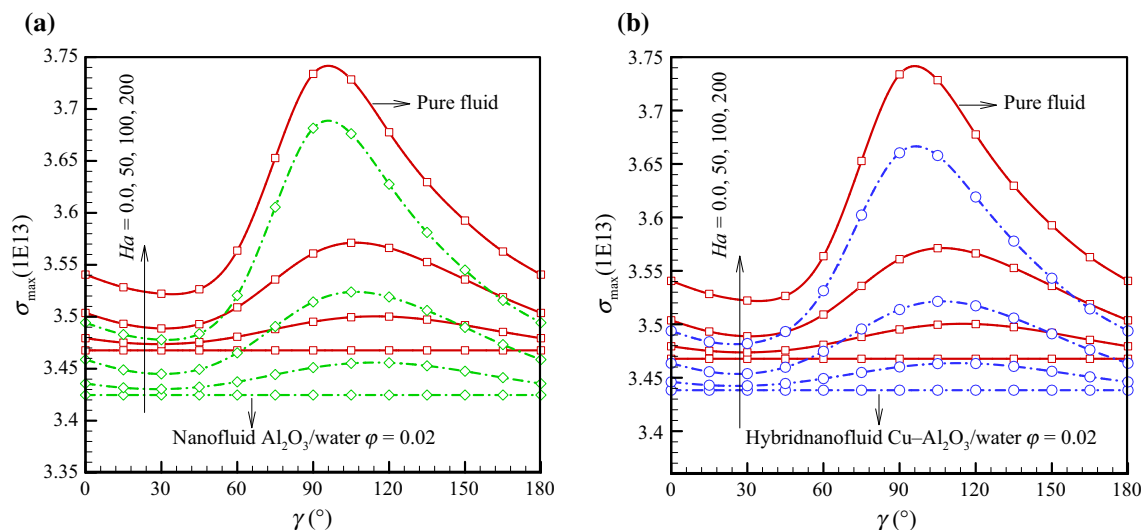 (a)
3.75
3.7
3.65
3.6
3.55
3.5
3.45
3.4
3.35
σmax(1E13)
Ha = 0.0, 50, 100, 200
Pure fluid
Nanofluid Al2O3/water φ = 0.02
0 30 60 90 120 150 180
γ (°)
(b)
3.75
3.7
3.65
3.6
3.55
3.5
3.45
3.4
σmax(1E13)
Ha = 0.0, 50, 100, 200
Pure fluid
Hybridnanofluid Cu–Al2O3/water φ = 0.02
0 30 60 90 120 150 180
γ (°)